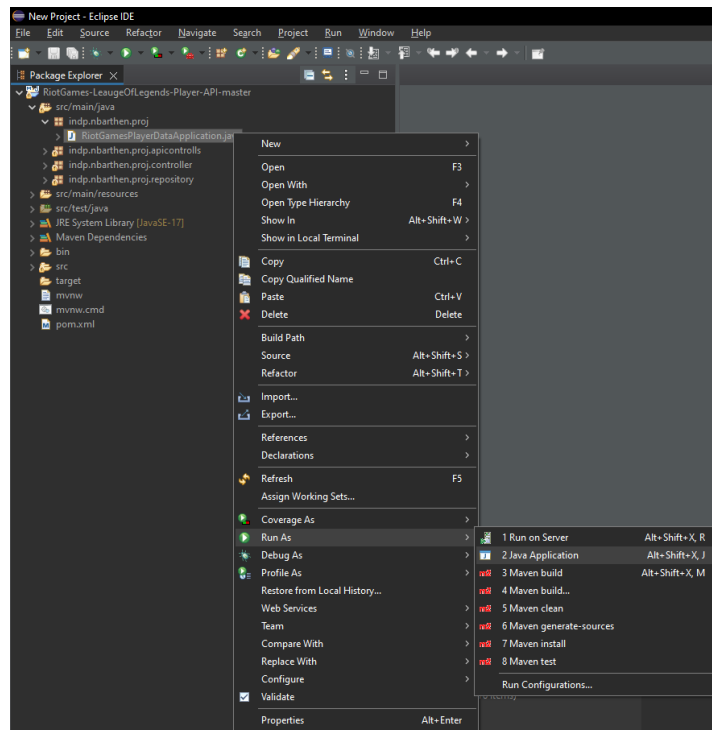 New Project - Eclipse IDE
File Edit Source Refactor Navigate Search Project Run Window Help
Package Explorer
RiotGames-LeaugeOfLegends-Player-API-master
src/main/java
indp.nbarthen.proj
RiotGamesPlayerDataApplication.jav
indp.nbarthen.proj.apicontrolls
indp.nbarthen.proj.controller
indp.nbarthen.proj.repository
src/main/resources
src/test/java
JRE System Library [JavaSE-17]
Maven Dependencies
bin
src
target
mvnw
mvnw.cmd
pom.xml
New
Open F3
Open With
Open Type Hierarchy F4
Show In Alt+Shift+W
Show in Local Terminal
Copy Ctrl+C
Copy Qualified Name
Paste Ctrl+V
Delete Delete
Build Path
Source Alt+Shift+S
Refactor Alt+Shift+T
Import...
Export...
References
Declarations
Refresh F5
Assign Working Sets...
Coverage As
Run As
Debug As
Profile As
Restore from Local History...
Web Services
Team
Compare With
Replace With
Configure
Validate
Properties Alt+Enter
1 Run on Server Alt+Shift+X, R
2 Java Application Alt+Shift+X, J
3 Maven build Alt+Shift+X, M
4 Maven build...
5 Maven clean
6 Maven generate-sources
7 Maven install
8 Maven test
Run Configurations...